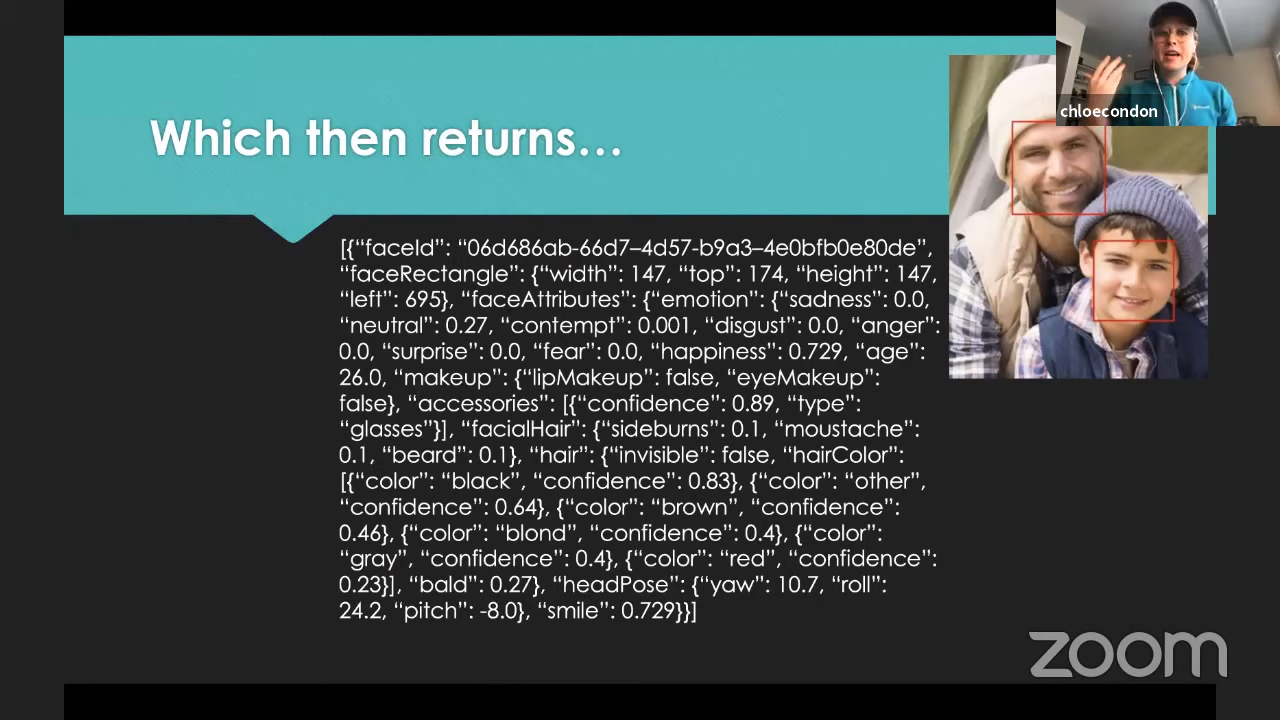 Which then returns…
chloecondon
[{“faceId”: “06d686ab-66d7–4d57-b9a3–4e0bfb0e80de”,
“faceRectangle”: {“width”: 147, “top”: 174, “height”: 147,
“left”: 695}, “faceAttributes”: {“emotion”: {“sadness”: 0.0,
“neutral”: 0.27, “contempt”: 0.001, “disgust”: 0.0, “anger”:
0.0, “surprise”: 0.0, “fear”: 0.0, “happiness”: 0.729, “age”:
26.0, “makeup”: {“lipMakeup”: false, “eyeMakeup”:
false}, “accessories”: [{“confidence”: 0.89, “type”:
“glasses”}], “facialHair”: {“sideburns”: 0.1, “moustache”:
0.1, “beard”: 0.1}, “hair”: {“invisible”: false, “hairColor”:
[{“color”: “black”, “confidence”: 0.83}, {“color”: “other”,
“confidence”: 0.64}, {“color”: “brown”, “confidence”:
0.46}, {“color”: “blond”, “confidence”: 0.4}, {“color”:
“gray”, “confidence”: 0.4}, {“color”: “red”, “confidence”:
0.23}], “bald”: 0.27}, “headPose”: {“yaw”: 10.7, “roll”:
24.2, “pitch”: -8.0}, “smile”: 0.729}}]
zoom